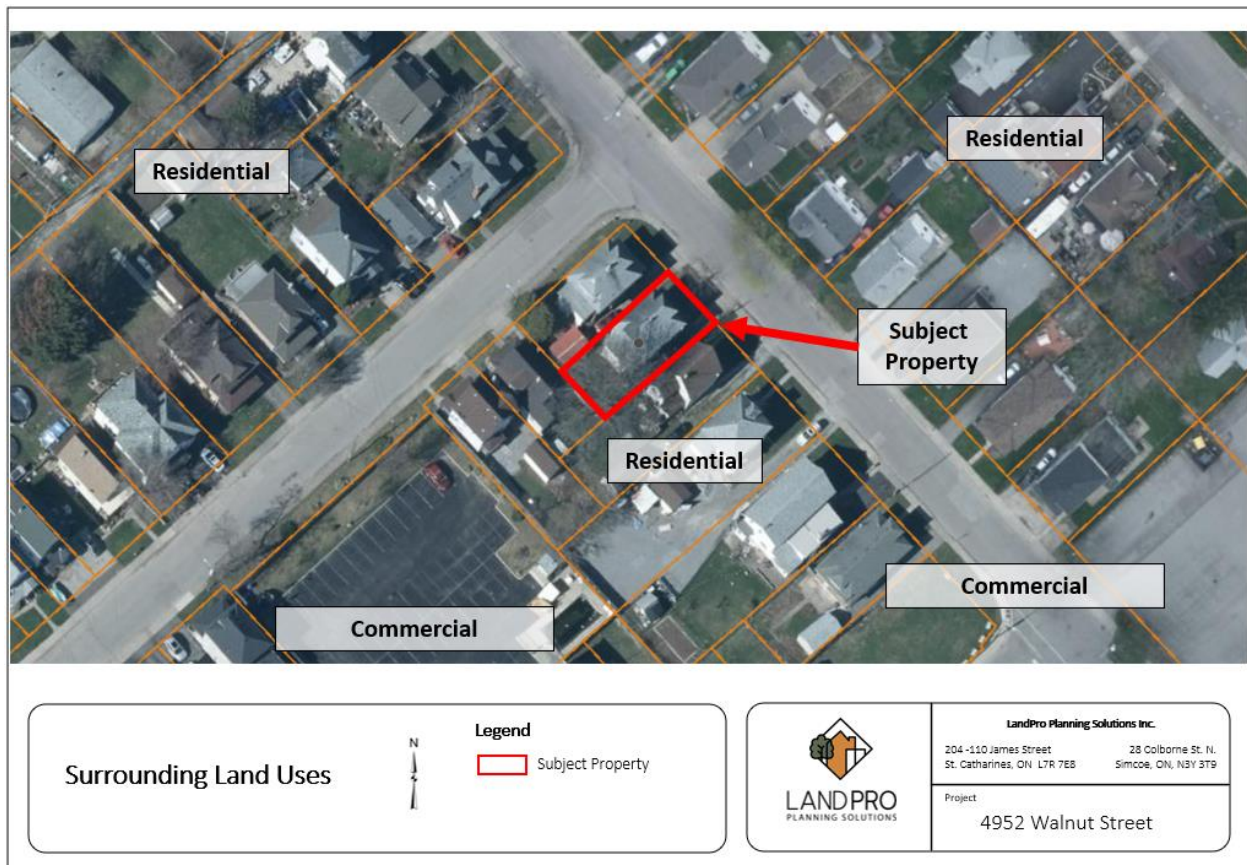 Residential
Residential
Subject
Property
Residential
Commercial
Commercial
Surrounding Land Uses
N
Legend
Subject Property
LANDPRO
PLANNING SOLUTIONS
LandPro Planning Solutions Inc.
204 -110 James Street
St. Catharines, ON L7R 7E8
28 Colborne St. N.
Simcoe, ON, N3Y 3T9
Project
4952 Walnut Street